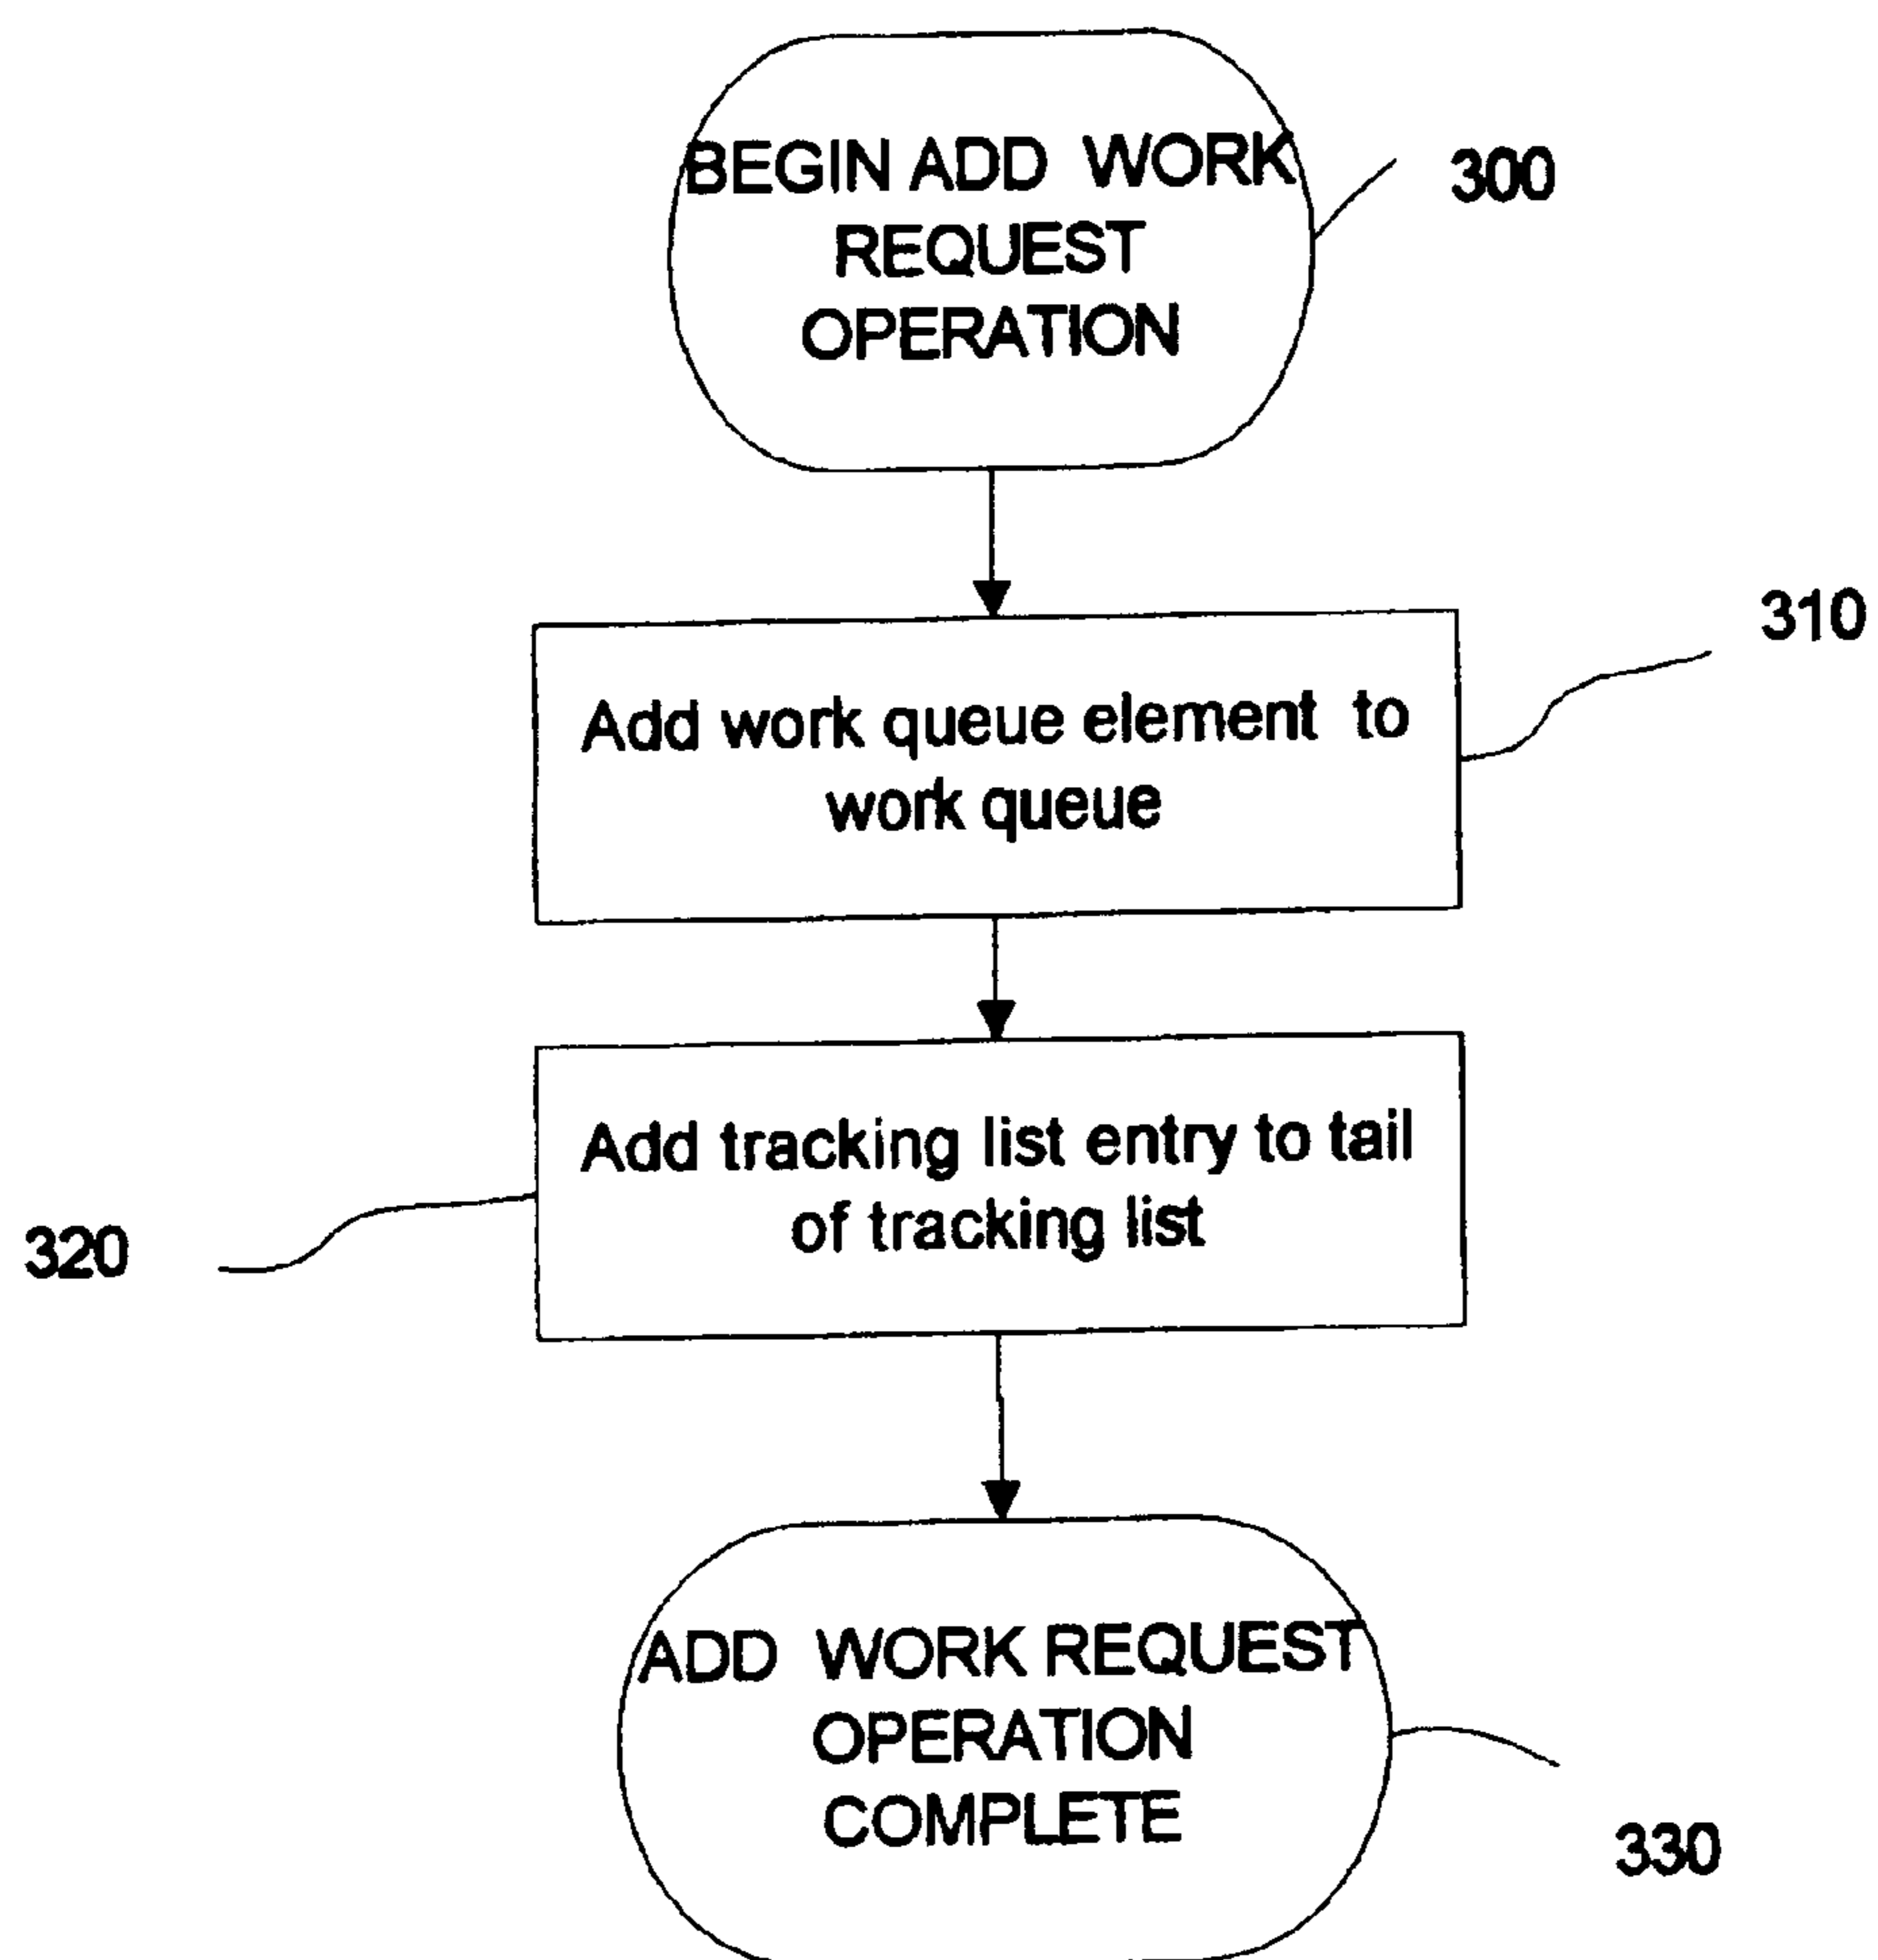 BEGIN ADD WORK
REQUEST
OPERATION
300
310
Add work queue element to
work queue
Add tracking list entry to tail
of tracking list
320
ADD WORK REQUEST
OPERATION
COMPLETE
330